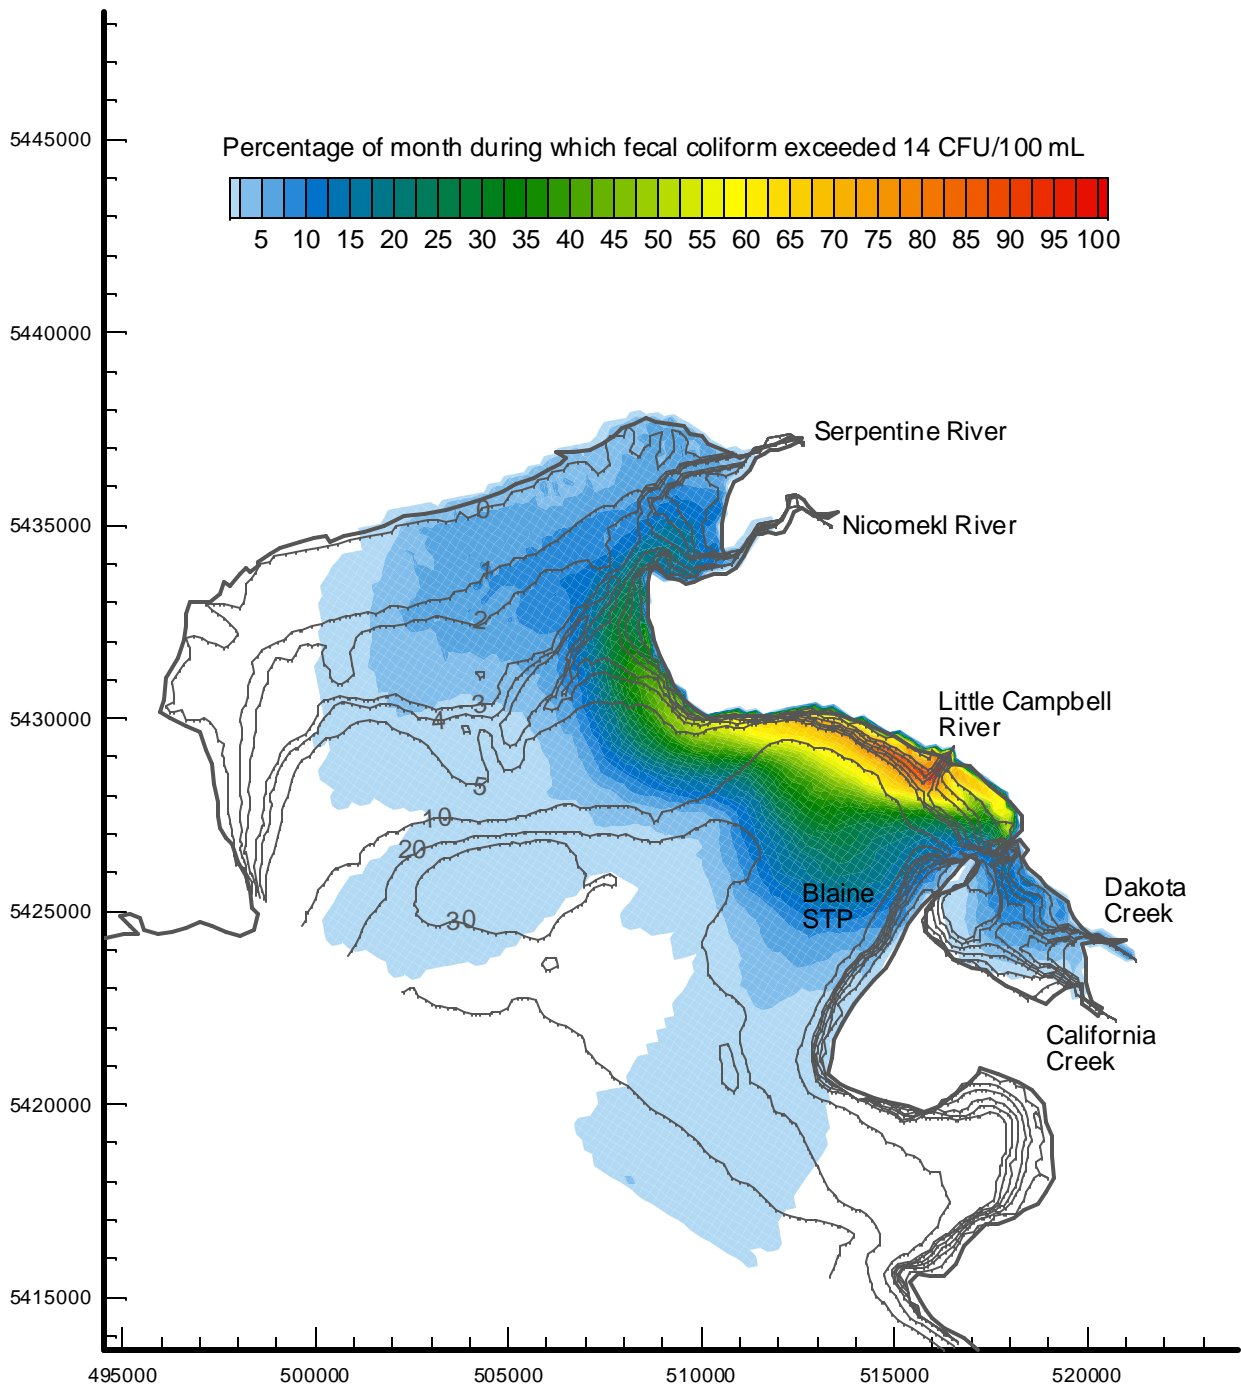 5445000
Percentage of month during which fecal coliform exceeded 14 CFU/100 mL
5 10 15 20 25 30 35 40 45 50 55 60 65 70 75 80 85 90 95 100
5440000
Serpentine River
5435000
0
Nicomekl River
1
2
5430000
3
4
Little Campbell
River
5
10
20
5425000
30
Blaine
STP
Dakota
Creek
California
Creek
5420000
5415000
495000 500000 505000 510000 515000 520000